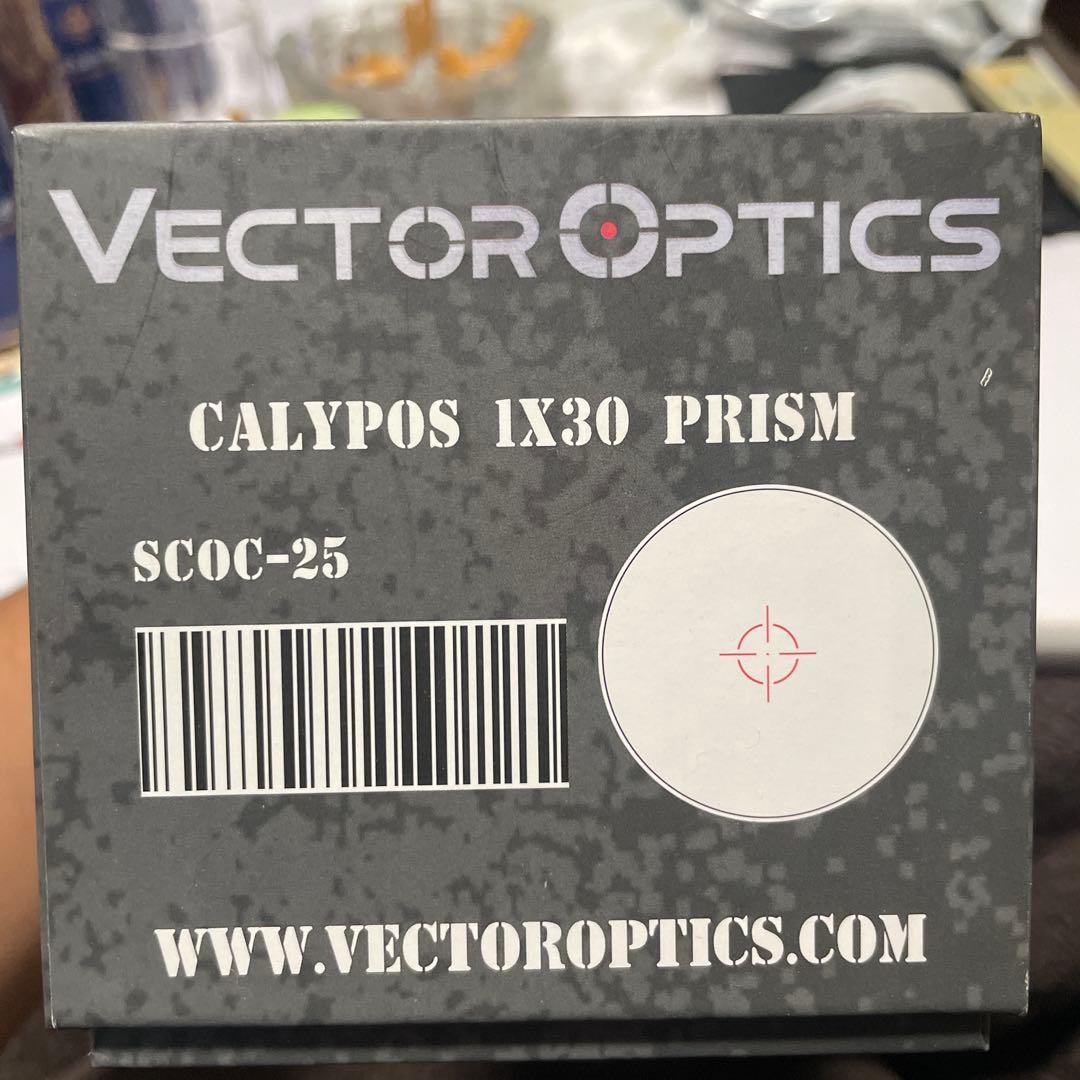 VECTOR OPTICS
CALYPOS 1X30 PRISM
SCOC-25
WWW.VECTOROPTICS.COM